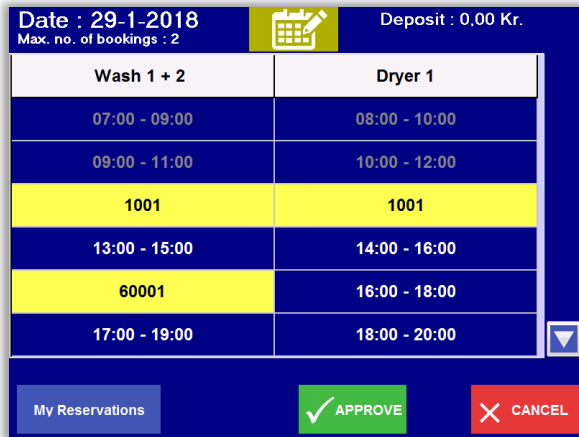 Date : 29-1-2018
Max. no. of bookings : 2
Deposit : 0,00 Kr.
Wash 1 + 2 Dryer 1
07:00 - 09:00 08:00 - 10:00
09:00 - 11:00 10:00 - 12:00
1001 1001
13:00 - 15:00 14:00 - 16:00
60001 16:00 - 18:00
17:00 - 19:00 18:00 - 20:00
My Reservations APPROVE CANCEL